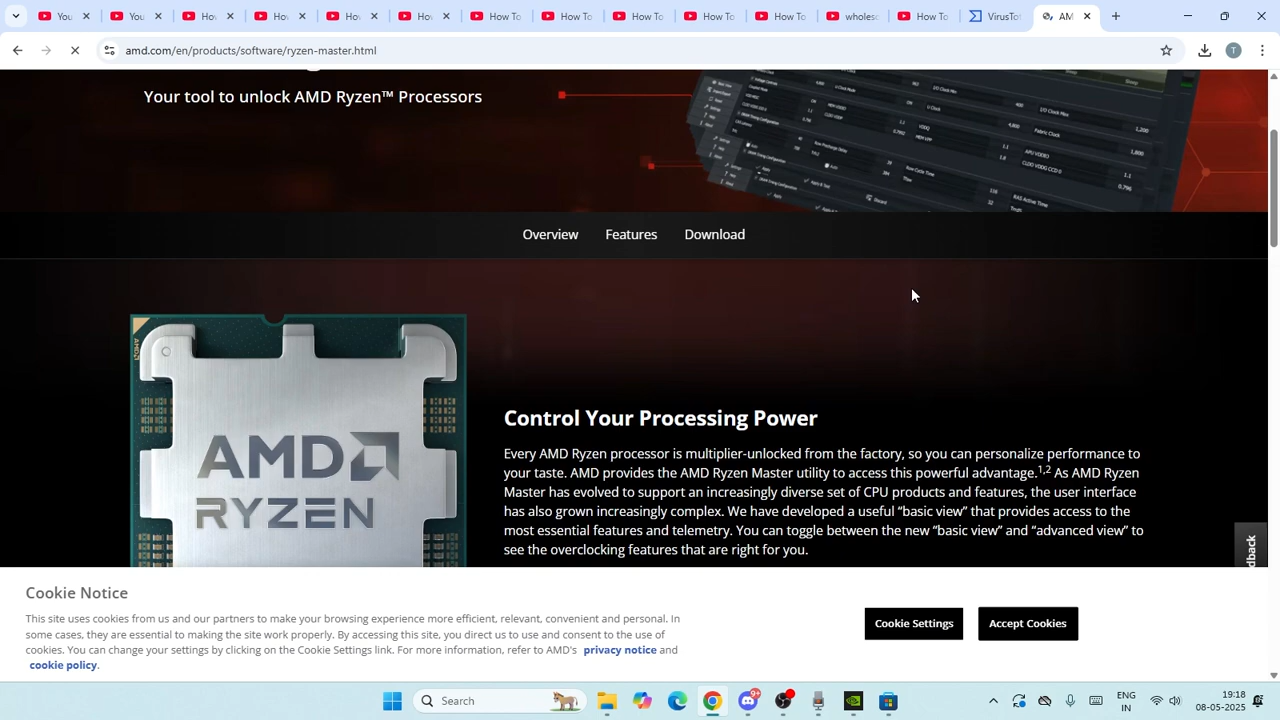 You
You
Ho
Ho
Ho
Ho
How To
How To
How To
How To
How To
wholes
How To
VirusTo
AM
amd.com/en/products/software/ryzen-master.html
T
Your tool to unlock AMD Ryzen™ Processors
Overview Features Download
AMD
RYZEN
Control Your Processing Power
Every AMD Ryzen processor is multiplier-unlocked from the factory, so you can personalize performance to
your taste. AMD provides the AMD Ryzen Master utility to access this powerful advantage.1,2 As AMD Ryzen
Master has evolved to support an increasingly diverse set of CPU products and features, the user interface
has also grown increasingly complex. We have developed a useful “basic view” that provides access to the
most essential features and telemetry. You can toggle between the new “basic view” and “advanced view” to
see the overclocking features that are right for you.
dback
Cookie Notice
This site uses cookies from us and our partners to make your browsing experience more efficient, relevant, convenient and personal. In
some cases, they are essential to making the site work properly. By accessing this site, you direct us to use and consent to the use of
cookies. You can change your settings by clicking on the Cookie Settings link. For more information, refer to AMD's privacy notice and
cookie policy.
Cookie Settings
Accept Cookies
Search
9+
ENG
IN
19:18
08-05-2025